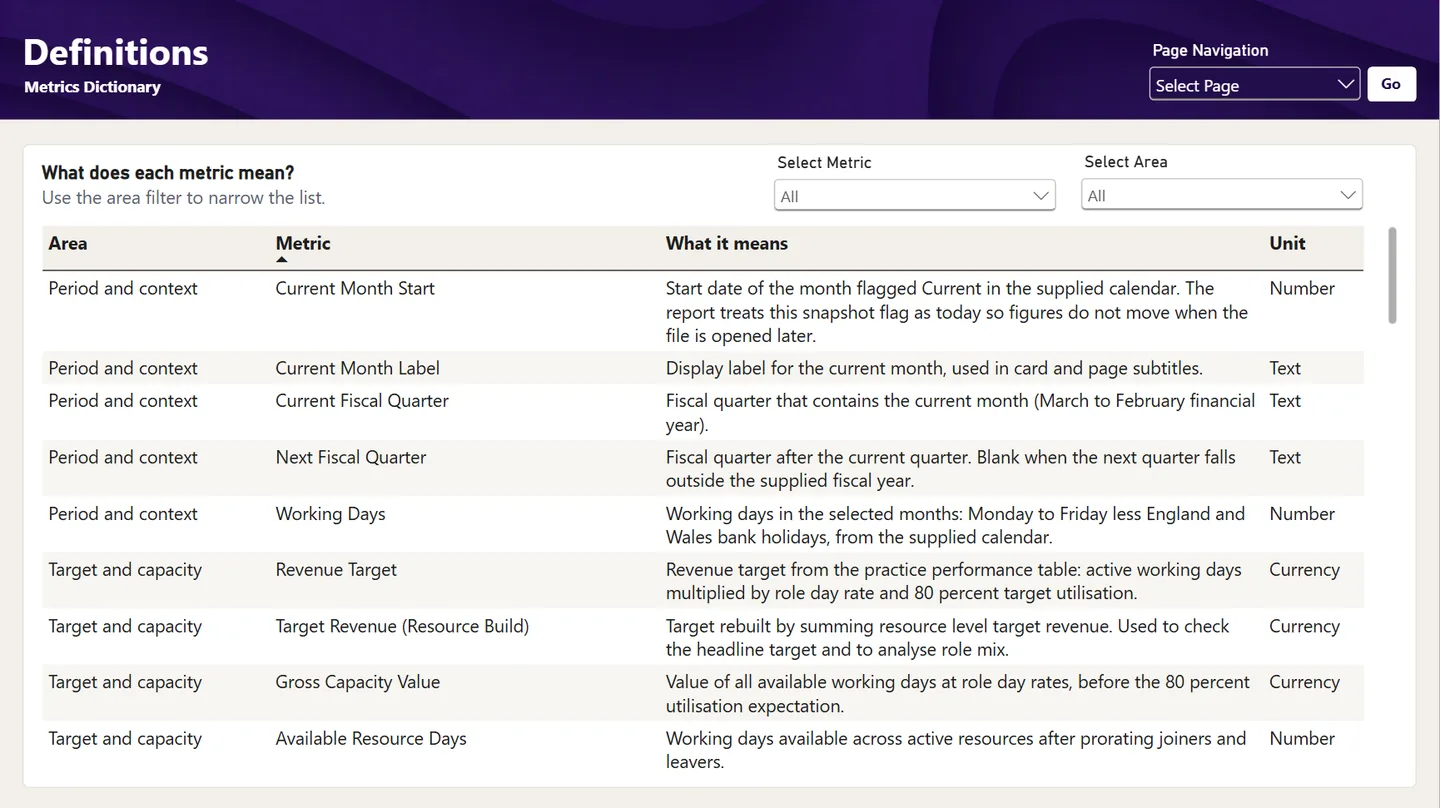 Definitions
Metrics Dictionary
Page Navigation
Select Page
Go
What does each metric mean?
Use the area filter to narrow the list.
Select Metric
All
Select Area
All
Area Metric What it means Unit
Period and context Current Month Start Start date of the month flagged Current in the supplied calendar. The Number
report treats this snapshot flag as today so figures do not move when the
file is opened later.
Period and context Current Month Label Display label for the current month, used in card and page subtitles. Text
Period and context Current Fiscal Quarter Fiscal quarter that contains the current month (March to February financial Text
year).
Period and context Next Fiscal Quarter Fiscal quarter after the current quarter. Blank when the next quarter falls Text
outside the supplied fiscal year.
Period and context Working Days Working days in the selected months: Monday to Friday less England and Number
Wales bank holidays, from the supplied calendar.
Target and capacity Revenue Target Revenue target from the practice performance table: active working days Currency
multiplied by role day rate and 80 percent target utilisation.
Target and capacity Target Revenue (Resource Build) Target rebuilt by summing resource level target revenue. Used to check Currency
the headline target and to analyse role mix.
Target and capacity Gross Capacity Value Value of all available working days at role day rates, before the 80 percent Currency
utilisation expectation.
Target and capacity Available Resource Days Working days available across active resources after prorating joiners and Number
leavers.